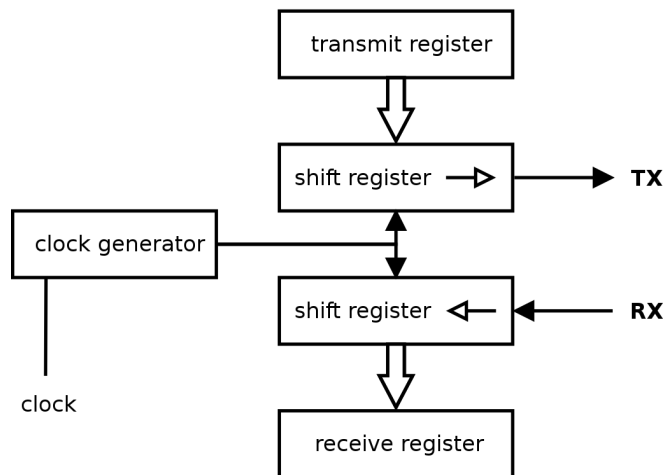 transmit register
shift register
TX
clock generator
shift register
RX
clock
receive register